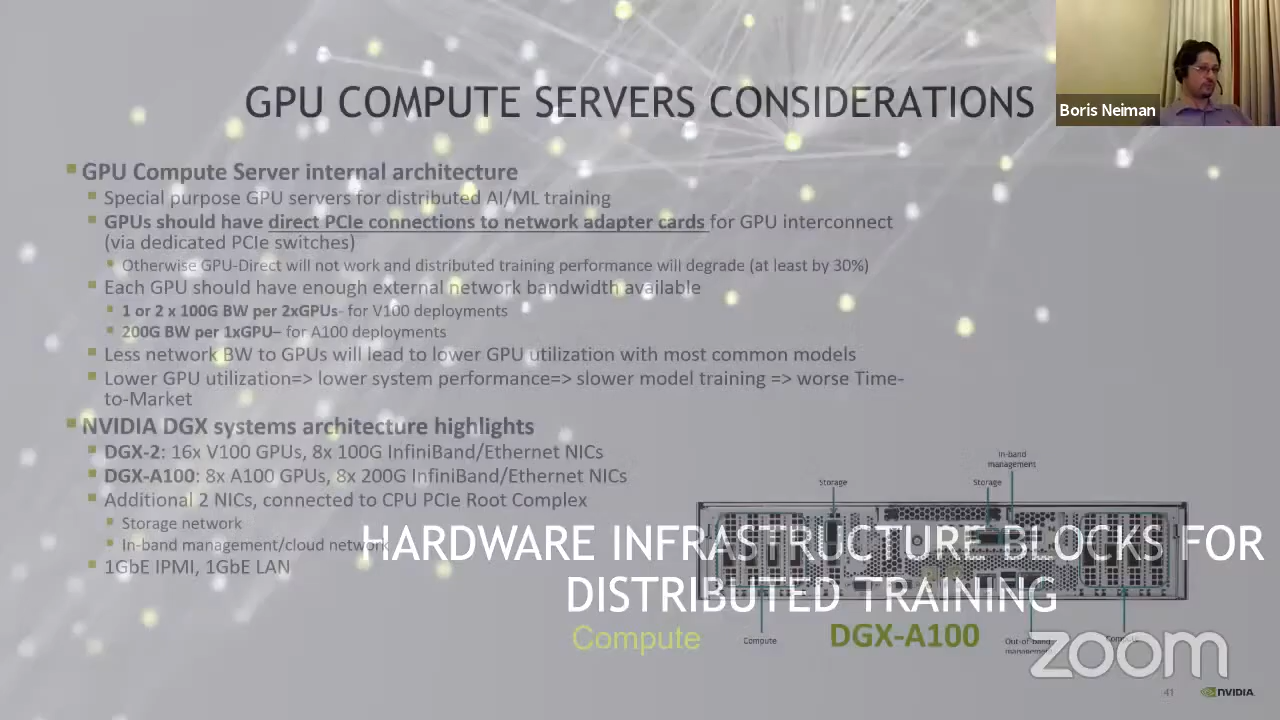 GPU COMPUTE SERVERS CONSIDERATIONS
Boris Neiman
GPU Compute Server internal architecture
Special purpose GPU servers for distributed AI/ML training
GPUs should have direct PCIe connections to network adapter cards for GPU interconnect
(via dedicated PCIe switches)
Otherwise GPU-Direct will not work and distributed training performance will degrade (at least by 30%)
Each GPU should have enough external network bandwidth available
1 or 2 x 100G BW per 2xGPUs- for V100 deployments
200G BW per 1xGPU– for A100 deployments
Less network BW to GPUs will lead to lower GPU utilization with most common models
Lower GPU utilization=> lower system performance=> slower model training => worse Time-
to-Market
NVIDIA DGX systems architecture highlights
DGX-2: 16x V100 GPUs, 8x 100G InfiniBand/Ethernet NICs
DGX-A100: 8x A100 GPUs, 8x 200G InfiniBand/Ethernet NICs
Additional 2 NICs, connected to CPU PCIe Root Complex
Storage network
In-band management/cloud network
1GbE IPMI, 1GbE LAN
In-band
management
Storage
Storage
HARDWARE INFRASTRUCTURE BLOCKS FOR
DISTRIBUTED TRAINING
Compute
Compute
DGX-A100
Out-of-band
management
Compute
zoom
41
NVIDIA